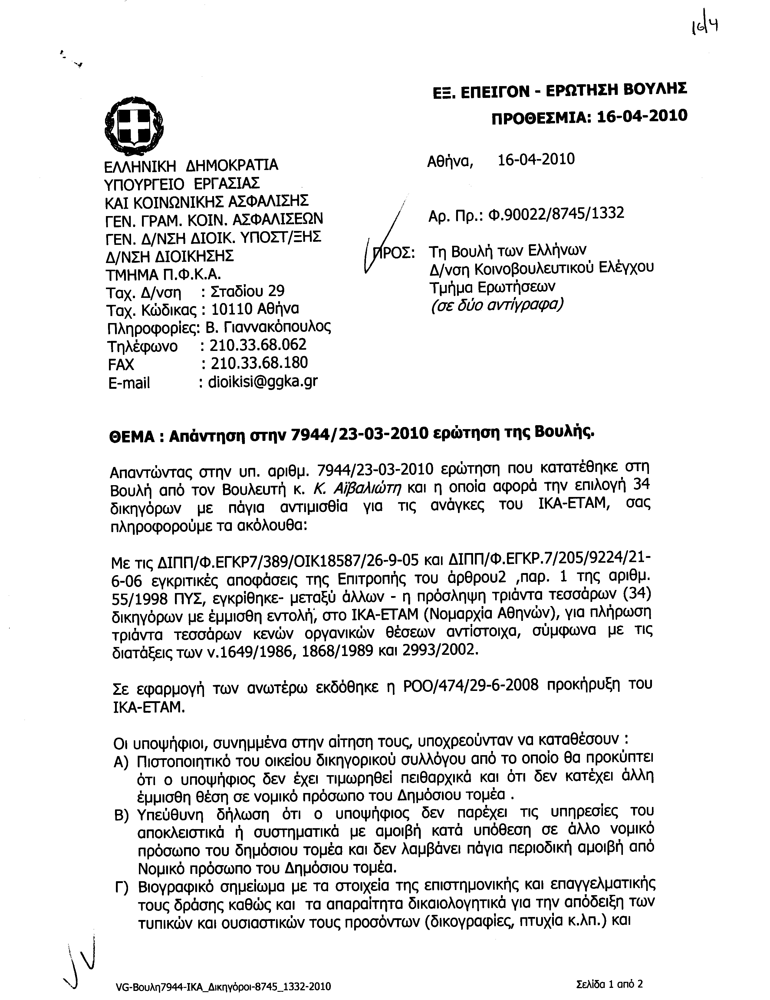 16/4
ΕΞ. ΕΠΕΙΓΟΝ - ΕΡΩΤΗΣΗ ΒΟΥΛΗΣ
ΠΡΟΘΕΣΜΙΑ: 16-04-2010
ΕΛΛΗΝΙΚΗ ΔΗΜΟΚΡΑΤΙΑ
ΥΠΟΥΡΓΕΙΟ ΕΡΓΑΣΙΑΣ
ΚΑΙ ΚΟΙΝΩΝΙΚΗΣ ΑΣΦΑΛΙΣΗΣ
ΓΕΝ. ΓΡΑΜ. ΚΟΙΝ. ΑΣΦΑΛΙΣΕΩΝ
ΓΕΝ. Δ/ΝΣΗ ΔΙΟΙΚ. ΥΠΟΣΤ/ΞΗΣ
Δ/ΝΣΗ ΔΙΟΙΚΗΣΗΣ
ΤΜΗΜΑ Π.Φ.Κ.Α.
Ταχ. Δ/νση : Σταδίου 29
Ταχ. Κώδικας : 10110 Αθήνα
Πληροφορίες: Β. Γιαννακόπουλος
Τηλέφωνο : 210.33.68.062
FAX : 210.33.68.180
E-mail : dioikisi@ggka.gr
Αθήνα, 16-04-2010
Αρ. Πρ.: Φ.90022/8745/1332
ΠΡΟΣ: Τη Βουλή των Ελλήνων
Δ/νση Κοινοβουλευτικού Ελέγχου
Τμήμα Ερωτήσεων
(σε δύο αντίγραφα)
ΘΕΜΑ : Απάντηση στην 7944/23-03-2010 ερώτηση της Βουλής.
Απαντώντας στην υπ. αριθμ. 7944/23-03-2010 ερώτηση που κατατέθηκε στη
Βουλή από τον Βουλευτή κ. Κ. Αϊβαλιώτη και η οποία αφορά την επιλογή 34
δικηγόρων με πάγια αντιμισθία για τις ανάγκες του ΙΚΑ-ΕΤΑΜ, σας
πληροφορούμε τα ακόλουθα:
Με τις ΔΙΠΠ/Φ.ΕΓΚΡ7/389/ΟΙΚ18587/26-9-05 και ΔΙΠΠ/Φ.ΕΓΚΡ.7/205/9224/21-
6-06 εγκριτικές αποφάσεις της Επιτροπής του άρθρου2 ,παρ. 1 της αριθμ.
55/1998 ΠΥΣ, εγκρίθηκε- μεταξύ άλλων - η πρόσληψη τριάντα τεσσάρων (34)
δικηγόρων με έμμισθη εντολή, στο ΙΚΑ-ΕΤΑΜ (Νομαρχία Αθηνών), για πλήρωση
τριάντα τεσσάρων κενών οργανικών θέσεων αντίστοιχα, σύμφωνα με τις
διατάξεις των ν.1649/1986, 1868/1989 και 2993/2002.
Σε εφαρμογή των ανωτέρω εκδόθηκε η ΡΟΟ/474/29-6-2008 προκήρυξη του
ΙΚΑ-ΕΤΑΜ.
Οι υποψήφιοι, συνημμένα στην αίτηση τους, υποχρεούνταν να καταθέσουν :
Α) Πιστοποιητικό του οικείου δικηγορικού συλλόγου από το οποίο θα προκύπτει
ότι ο υποψήφιος δεν έχει τιμωρηθεί πειθαρχικά και ότι δεν κατέχει άλλη
έμμισθη θέση σε νομικό πρόσωπο του Δημόσιου τομέα .
Β) Υπεύθυνη δήλωση ότι ο υποψήφιος δεν παρέχει τις υπηρεσίες του
αποκλειστικά ή συστηματικά με αμοιβή κατά υπόθεση σε άλλο νομικό
πρόσωπο του δημόσιου τομέα και δεν λαμβάνει πάγια περιοδική αμοιβή από
Νομικό πρόσωπο του Δημόσιου τομέα.
Γ) Βιογραφικό σημείωμα με τα στοιχεία της επιστημονικής και επαγγελματικής
τους δράσης καθώς και τα απαραίτητα δικαιολογητικά για την απόδειξη των
τυπικών και ουσιαστικών τους προσόντων (δικογραφίες, πτυχία κ.λπ.) και
VG-Βουλη7944-ΙΚΑ_Δικηγόροι-8745_1332-2010
Σελίδα 1 από 2